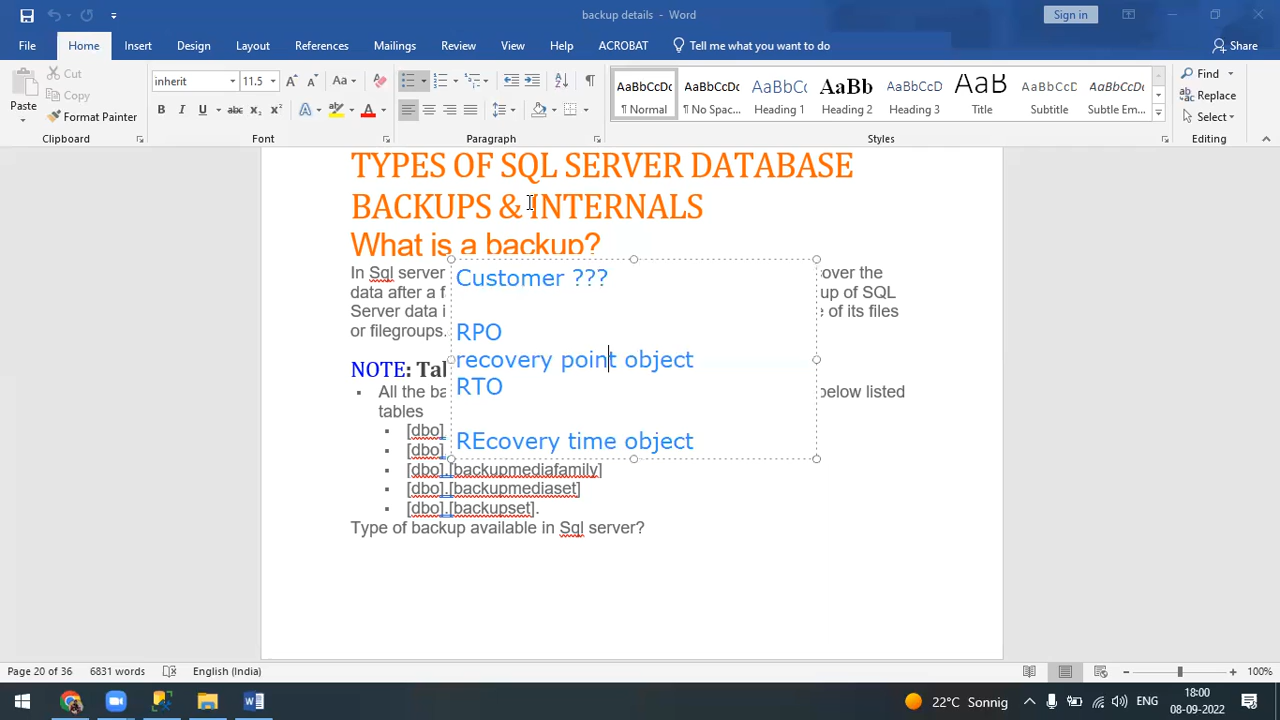 backup details - Word
Sign in
File Home Insert Design Layout References Mailings Review View Help ACROBAT Tell me what you want to do Share
Paste
Cut
Copy
Format Painter
Clipboard
inherit 11.5 Aa
B I U abc x₂ x² A A
Font
Paragraph
AaBbCcDc AaBbCcDc AaBbCc AaBb AaBbCcD AaB AaBbCcD AaBbCcDc
¶ Normal ¶ No Spac... Heading 1 Heading 2 Heading 3 Title Subtitle Subtle Em...
Styles
Find
Replace
Select
Editing
TYPES OF SQL SERVER DATABASE
BACKUPS & INTERNALS
What is a backup?
In Sql server over the
data after a f up of SQL
Server data i e of its files
or filegroups.
NOTE: Tal
All the ba below listed
tables
[dbo]
[dbo]
[dbo].[backupmediafamily]
[dbo].[backupmediaset]
[dbo].[backupset].
Type of backup available in Sql server?
Customer ???
RPO
recovery point object
RTO
REcovery time object
Page 20 of 36 6831 words English (India) 100%
22°C Sonnig ENG 18:00
08-09-2022